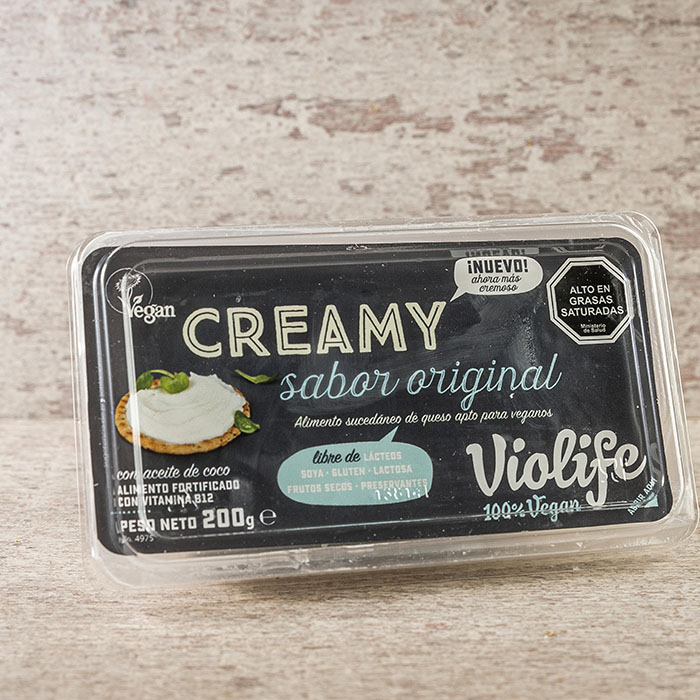 Vegan
¡NUEVO!
ahora más
cremoso
ALTO EN
GRASAS
SATURADAS
Ministerio
de Salud
CREAMY
sabor original
Alimento sucedáneo de queso apto para veganos
libre de LÁCTEOS
SOYA · GLUTEN · LACTOSA
FRUTOS SECOS · PRESERVANTES
con aceite de coco
ALIMENTO FORTIFICADO
CON VITAMINA B12
PESO NETO 200g e
Violife
100% Vegan
ABRIR AQUÍ